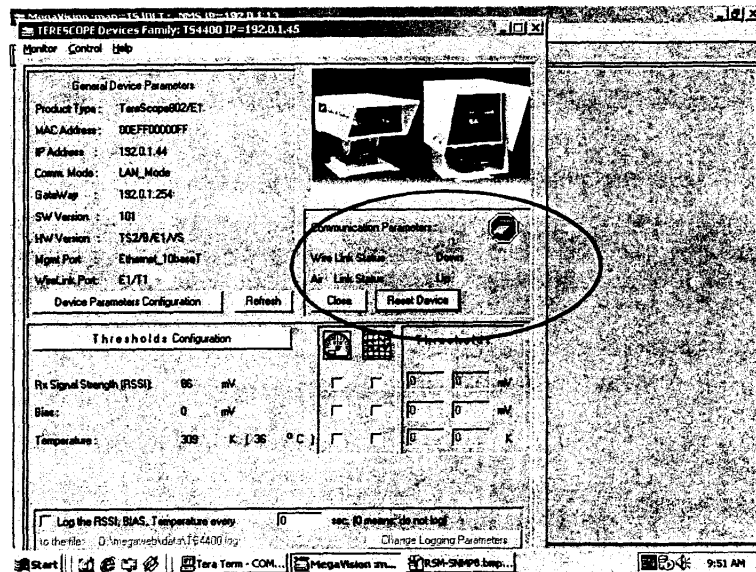 TERESCOPE Devices Family: TS4400 IP=192.0.1.45
Monitor Control Help
General Device Parameters
Product Type : TereScope802/E1
MAC Address : 00EFF00000FF
IP Address : 192.0.1.44
Comm. Mode : LAN_Mode
GateWay : 192.0.1.254
SW Version : 101
HW Version : TS2/B/E1/VS
Mgmt Port Ethernet_10baseT
WireLink Port: E1/T1
Device Parameters Configuration Refresh
Communication Parameters :
Wire Link Status Down
Air Link Status Up
Close Reset Device
Thresholds Configuration
Thresholds
Rx Signal Strength (RSSI): 86 mV 0 0 mV
Bias : 0 mV 0 0 mV
Temperature : 309 K ( 36 °C ) 0 0 K
Log the RSSI, BIAS, Temperature every 0 sec. (0 means, do not log)
to the file: D:\megaweb\data\TS4400.log
Change Logging Parameters
Start Tera Term - COM... MegaVision :m... RSM-SNMP8.bmp... 9:51 AM